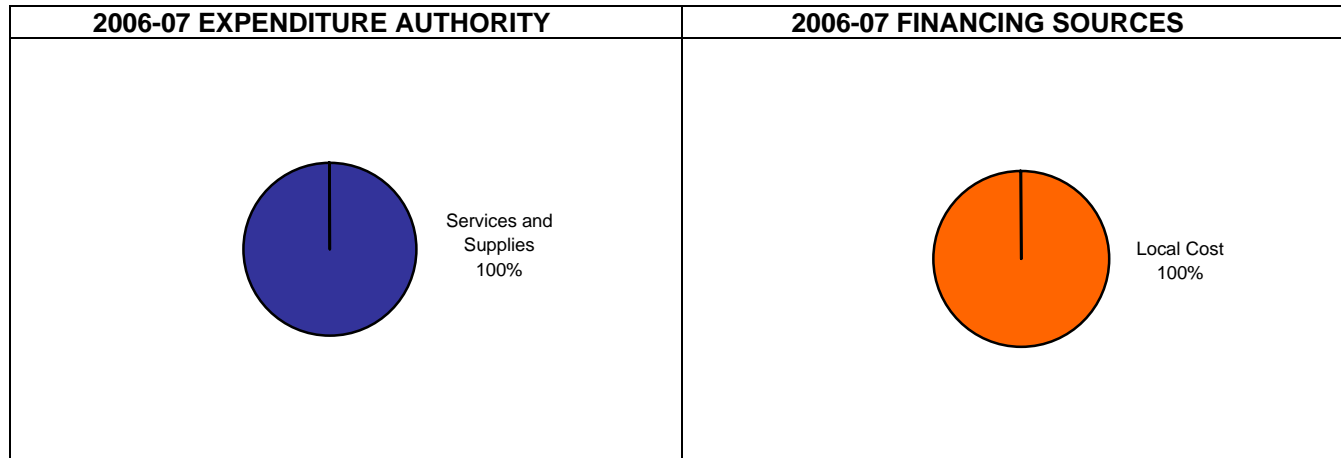 2006-07 EXPENDITURE AUTHORITY
2006-07 FINANCING SOURCES
Services and
Supplies
100%
Local Cost
100%